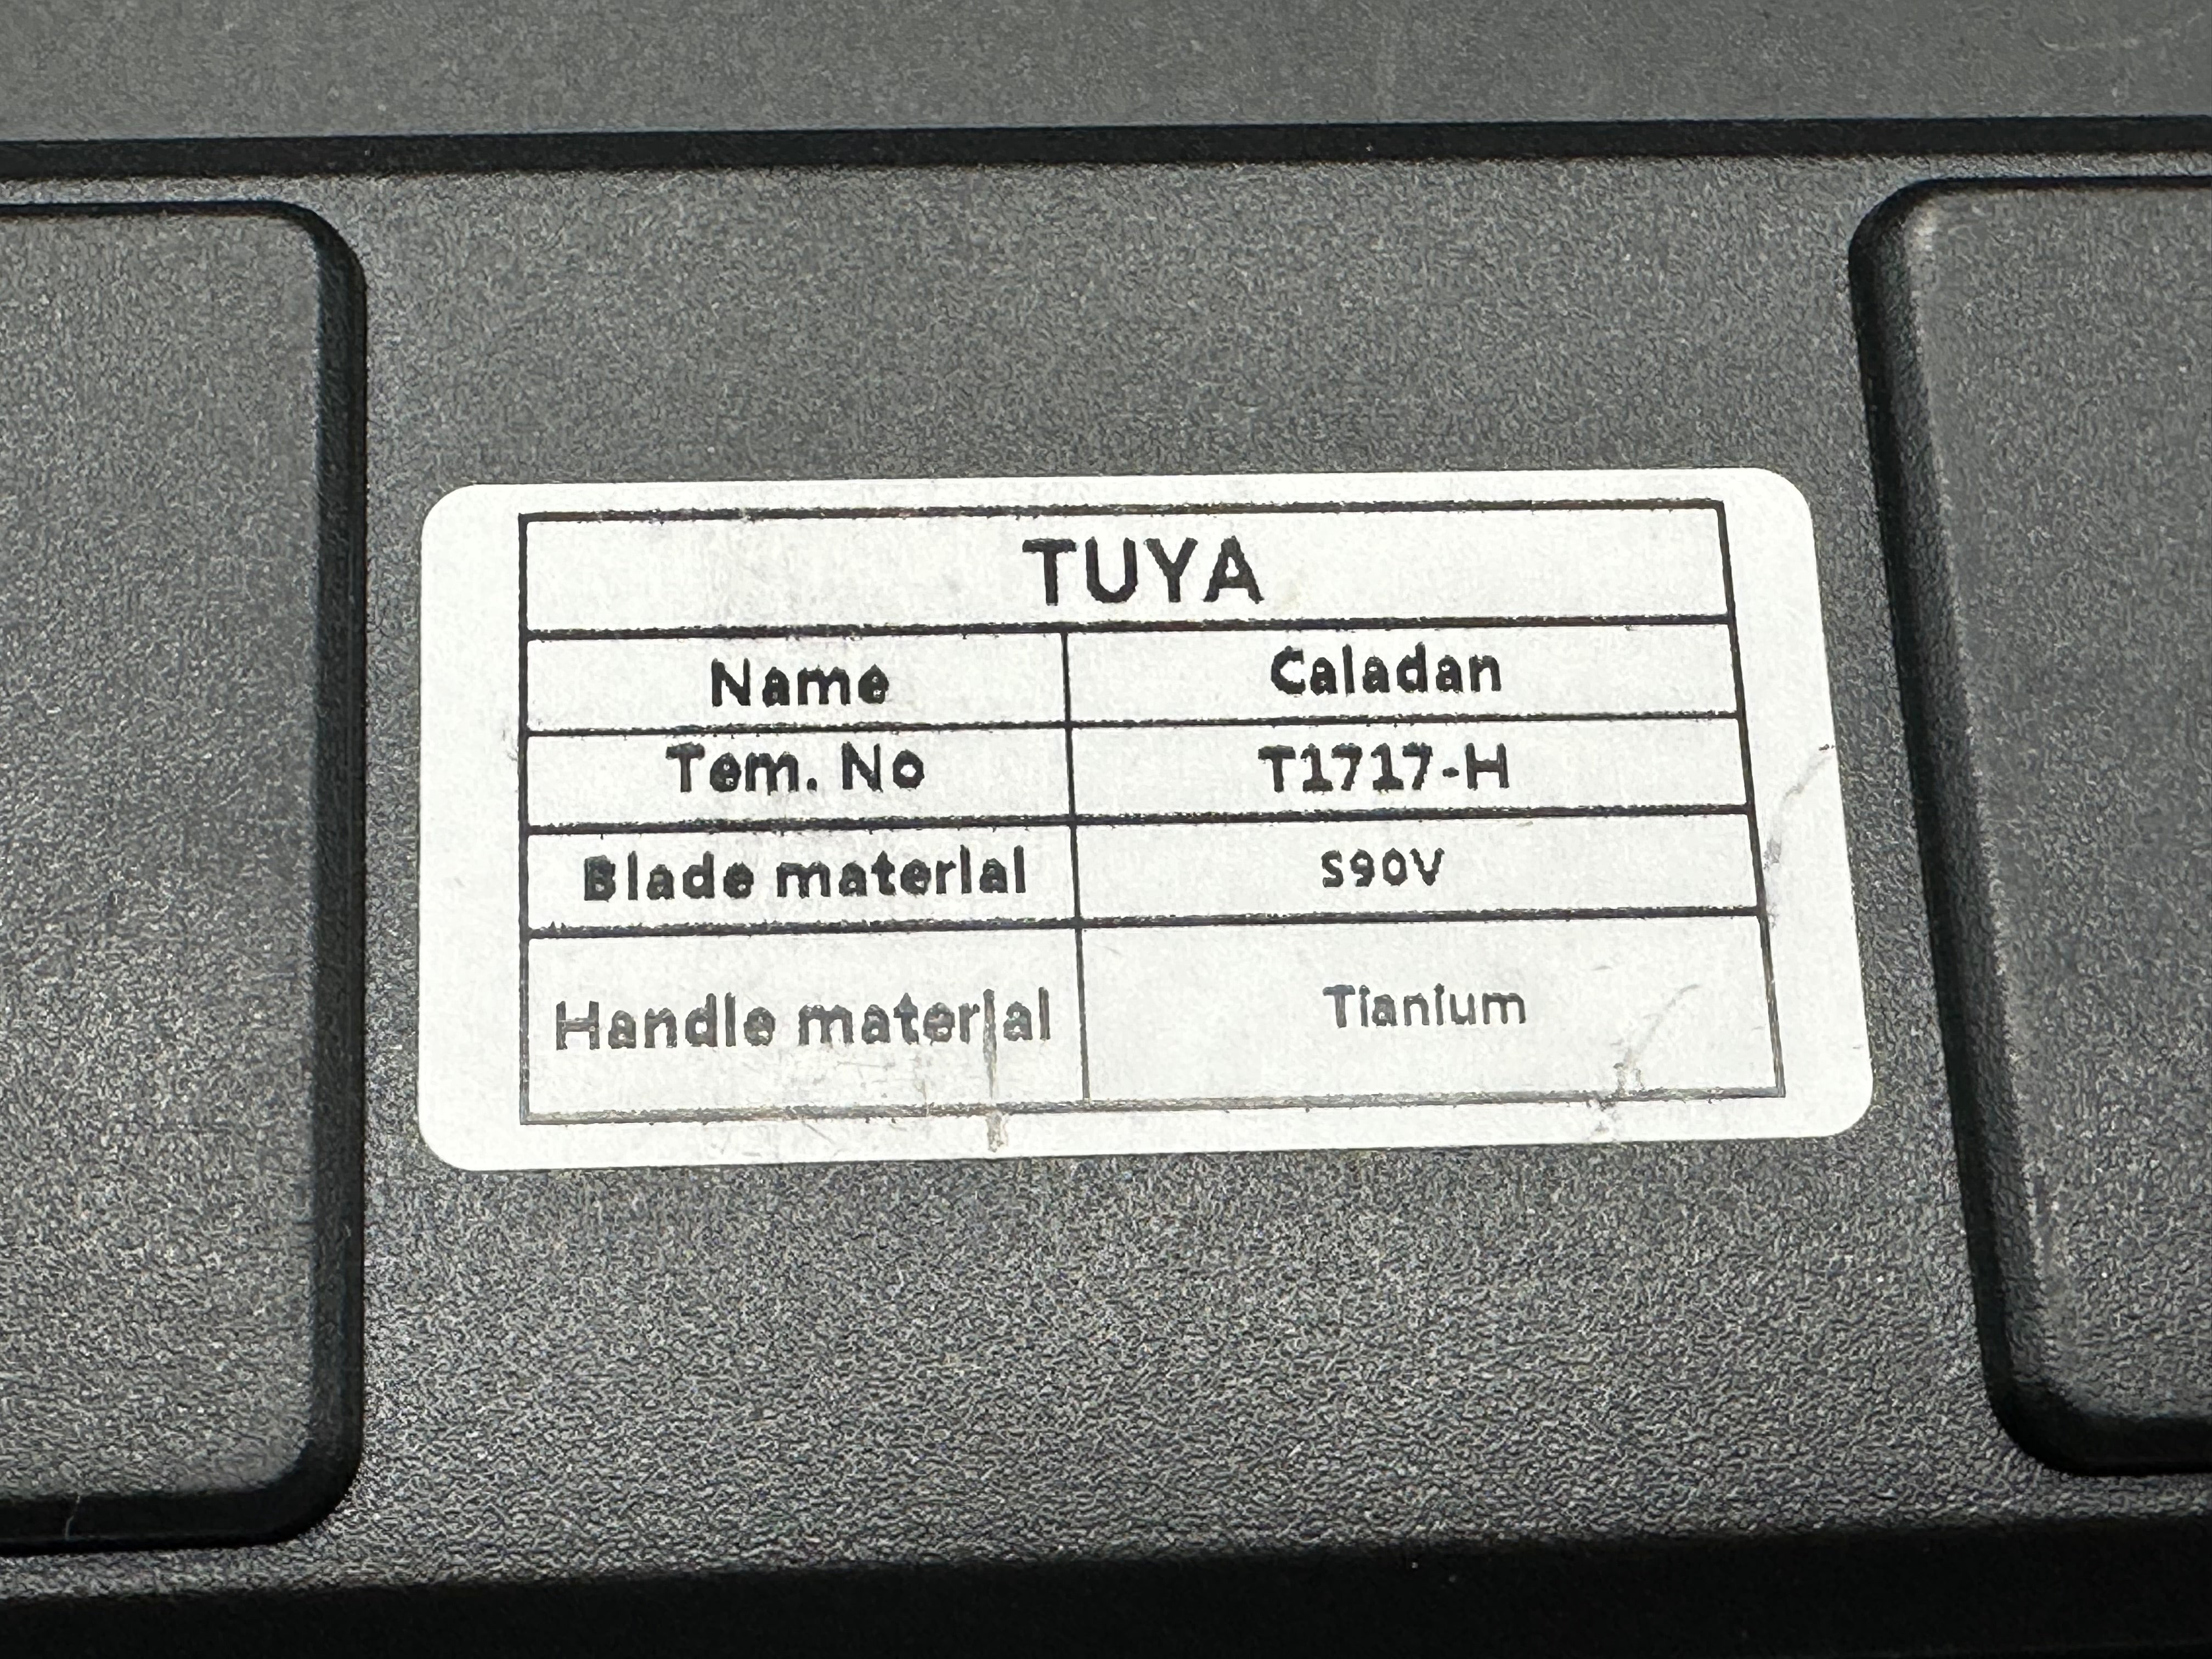 TUYA
Name Caladan
Tem. No T1717-H
Blade material S90V
Handle material Tianium